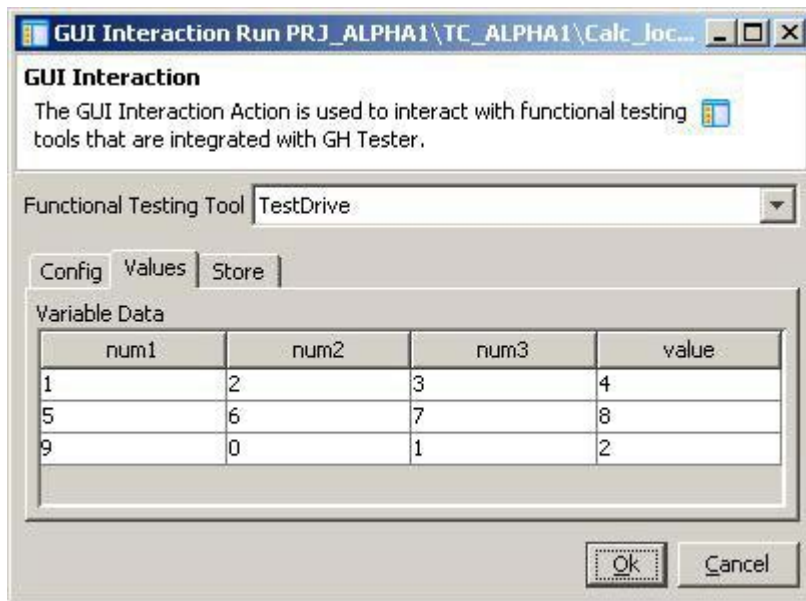 GUI Interaction Run PRJ_ALPHA1\TC_ALPHA1\Calc_loc...
GUI Interaction
The GUI Interaction Action is used to interact with functional testing
tools that are integrated with GH Tester.
Functional Testing Tool TestDrive
Config Values Store
Variable Data
num1 num2 num3 value
1 2 3 4
5 6 7 8
9 0 1 2
Ok Cancel